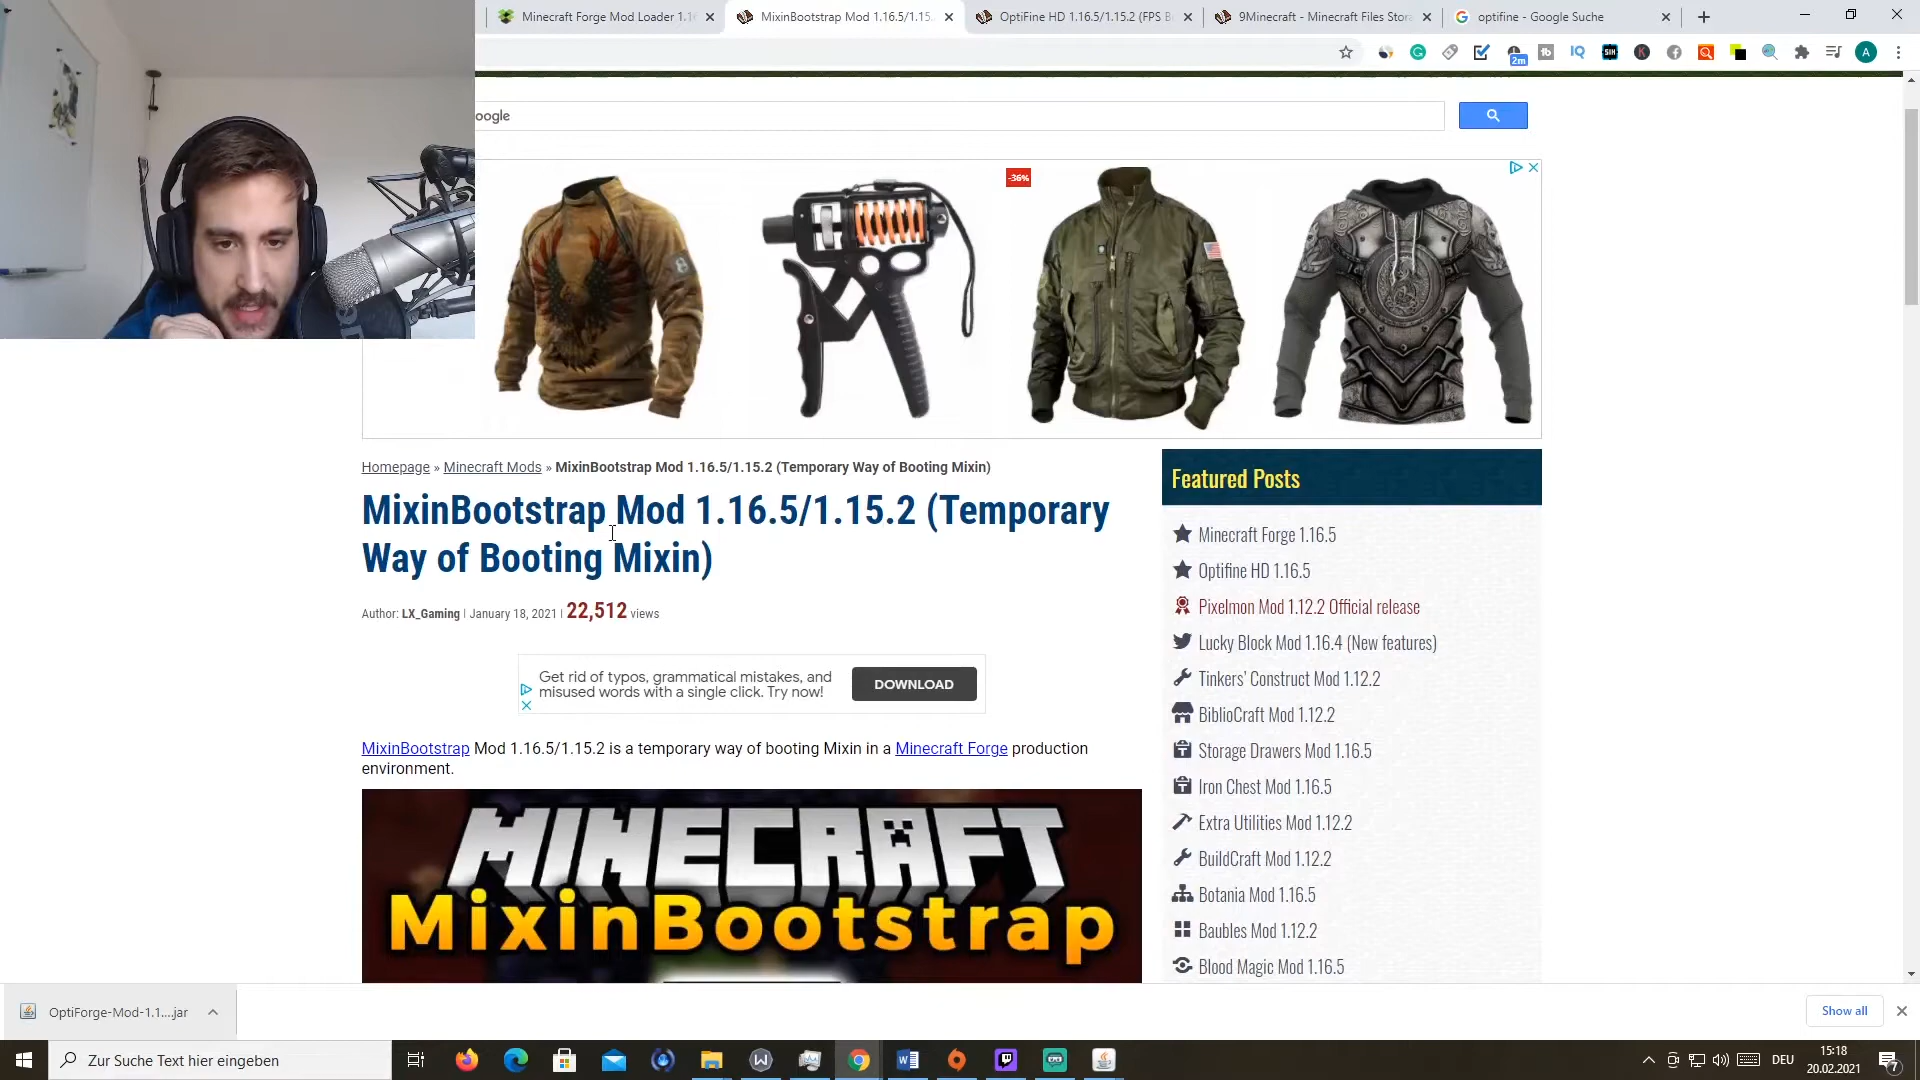 Minecraft Forge Mod Loader 1.1
MixinBootstrap Mod 1.16.5/1.15.
OptiFine HD 1.16.5/1.15.2 (FPS B
9Minecraft - Minecraft Files Stora
optifine - Google Suche
2m
A
oogle
-36%
Homepage » Minecraft Mods » MixinBootstrap Mod 1.16.5/1.15.2 (Temporary Way of Booting Mixin)
MixinBootstrap Mod 1.16.5/1.15.2 (Temporary
Way of Booting Mixin)
Author: LX_Gaming | January 18, 2021 | 22,512 views
Get rid of typos, grammatical mistakes, and
misused words with a single click. Try now!
DOWNLOAD
MixinBootstrap Mod 1.16.5/1.15.2 is a temporary way of booting Mixin in a Minecraft Forge production
environment.
MINECRAFT
MixinBootstrap
Featured Posts
Minecraft Forge 1.16.5
Optifine HD 1.16.5
Pixelmon Mod 1.12.2 Official release
Lucky Block Mod 1.16.4 (New features)
Tinkers' Construct Mod 1.12.2
BiblioCraft Mod 1.12.2
Storage Drawers Mod 1.16.5
Iron Chest Mod 1.16.5
Extra Utilities Mod 1.12.2
BuildCraft Mod 1.12.2
Botania Mod 1.16.5
Baubles Mod 1.12.2
Blood Magic Mod 1.16.5
OptiForge-Mod-1.1....jar
Show all
Zur Suche Text hier eingeben
DEU
15:18
20.02.2021
7